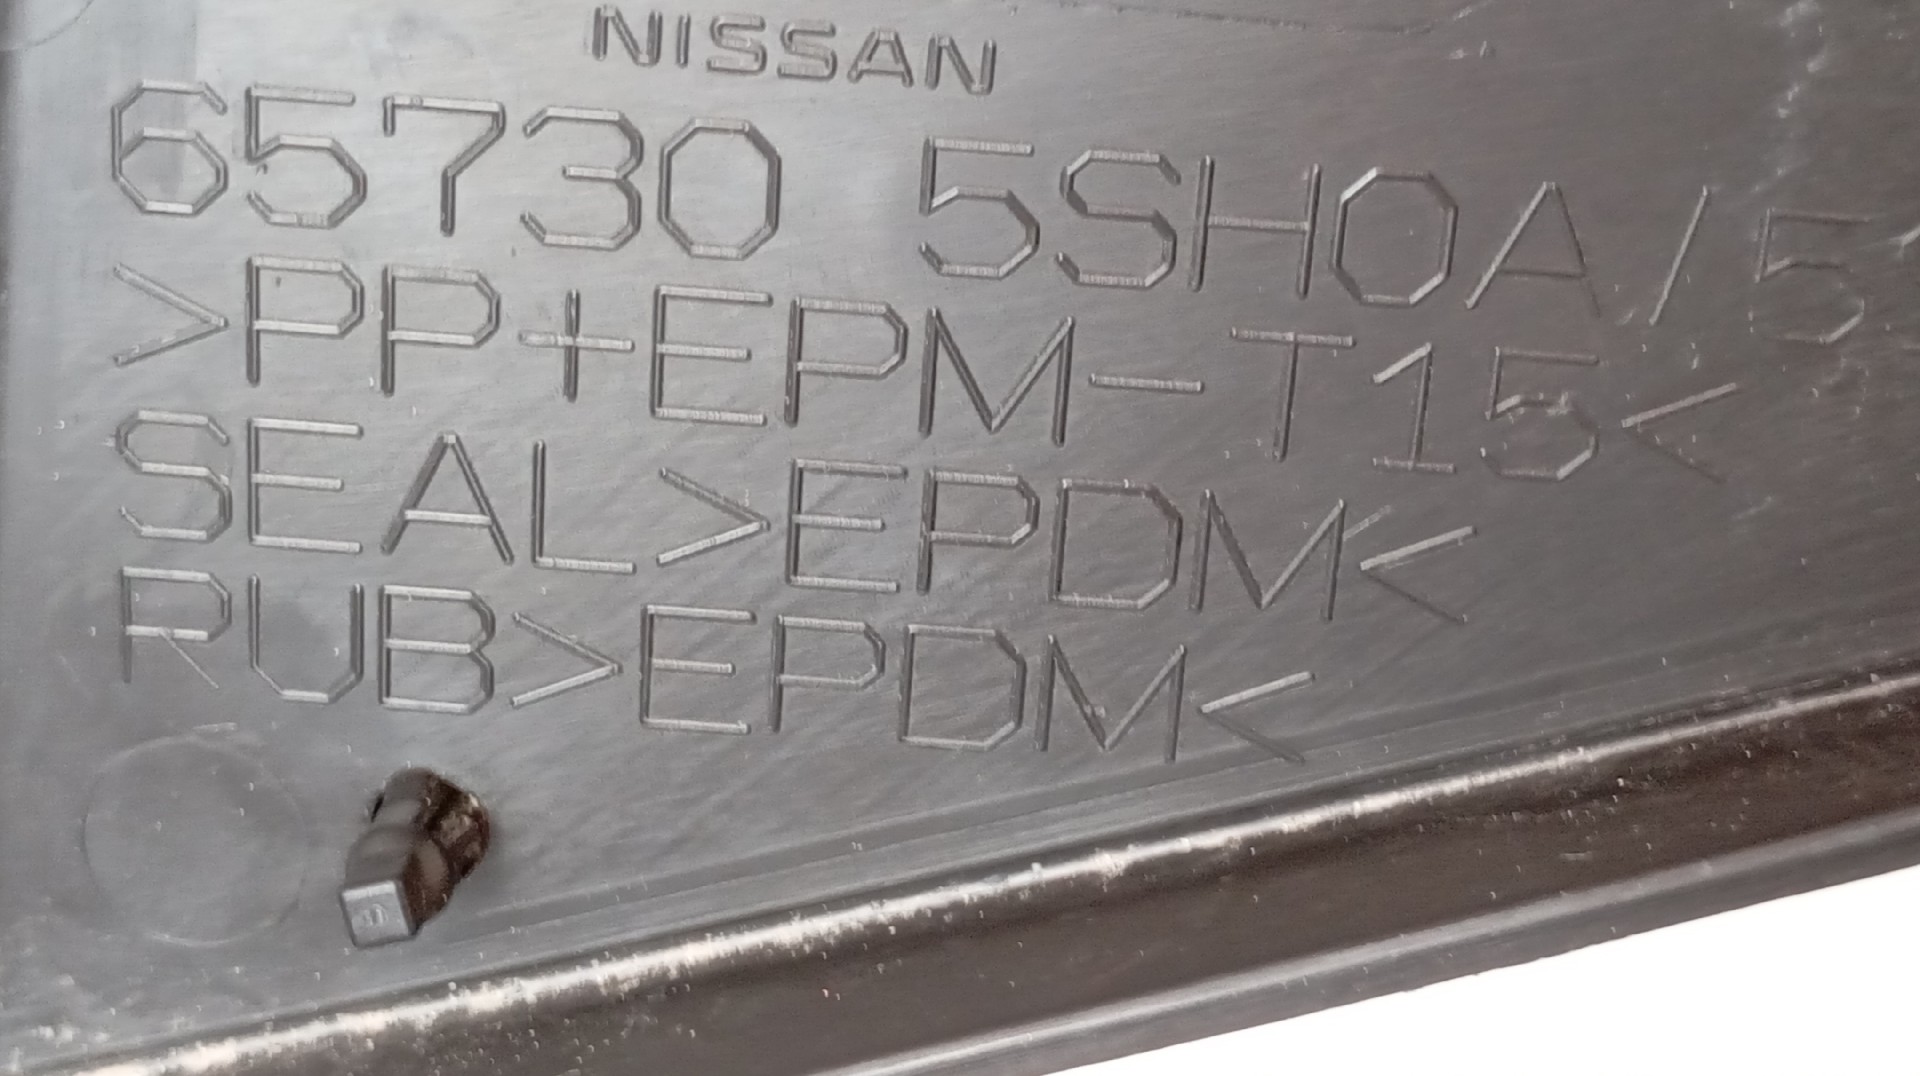 NISSAN
65730 5SH0A/5
>PP+EPM-T15<
SEAL>EPDM<
RUB>EPDM<